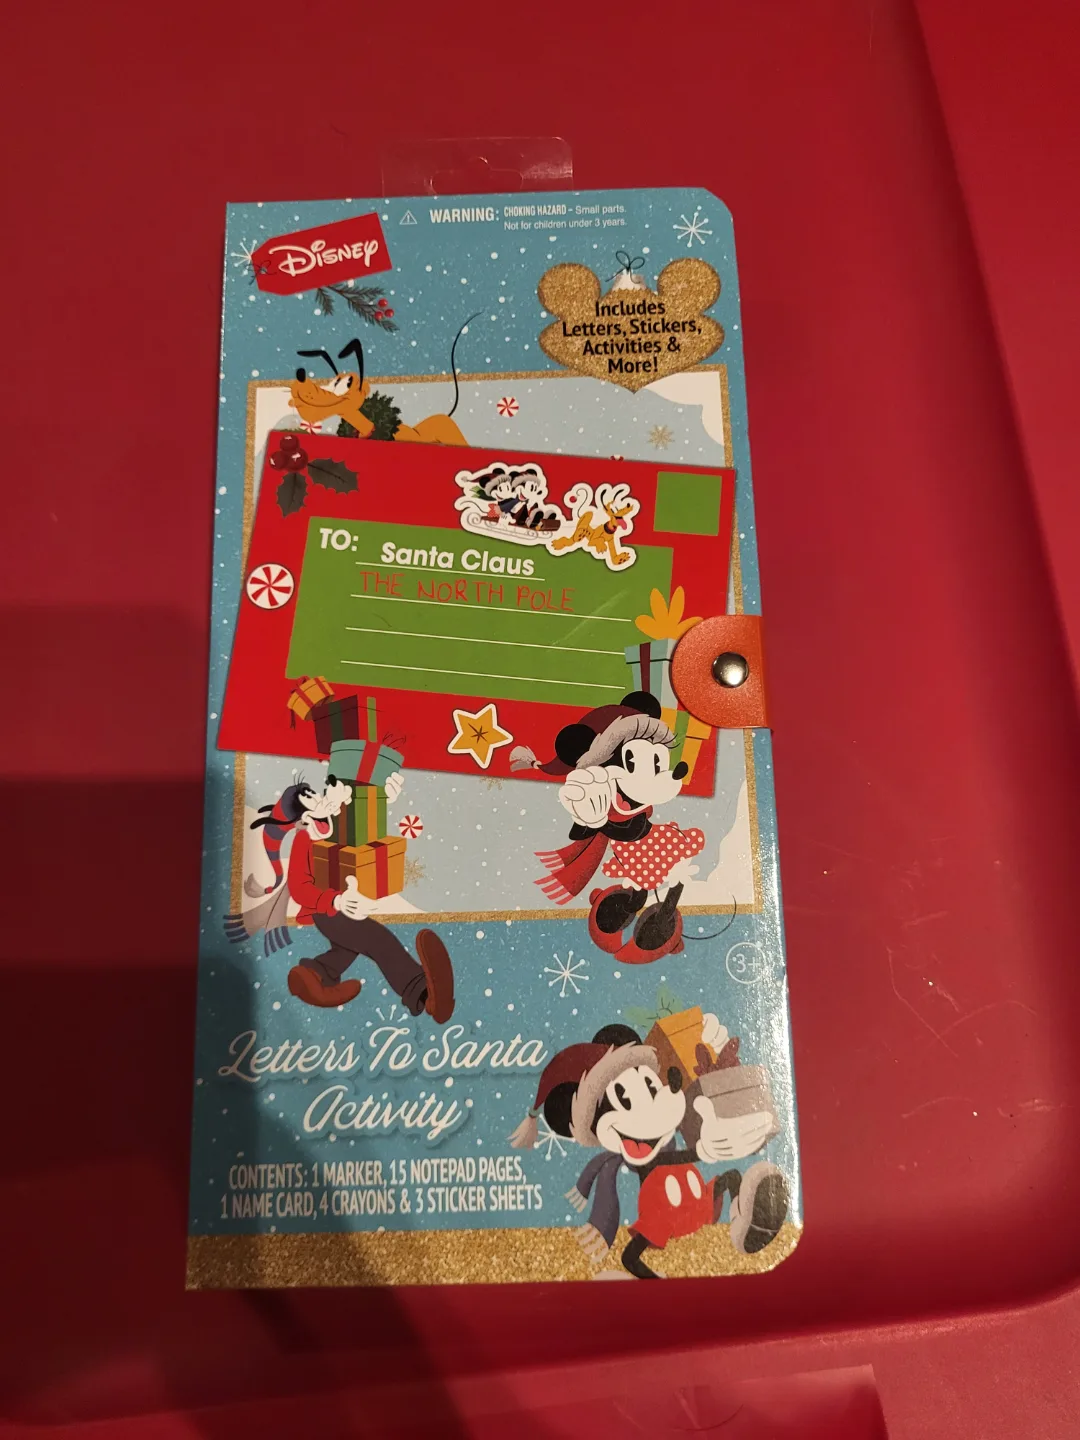 WARNING: CHOKING HAZARD – Small parts.
Not for children under 3 years.
Disney
Includes
Letters, Stickers,
Activities &
More!
TO: Santa Claus
THE NORTH POLE
3+
Letters To Santa
Activity
CONTENTS: 1 MARKER, 15 NOTEPAD PAGES,
1 NAME CARD, 4 CRAYONS & 3 STICKER SHEETS